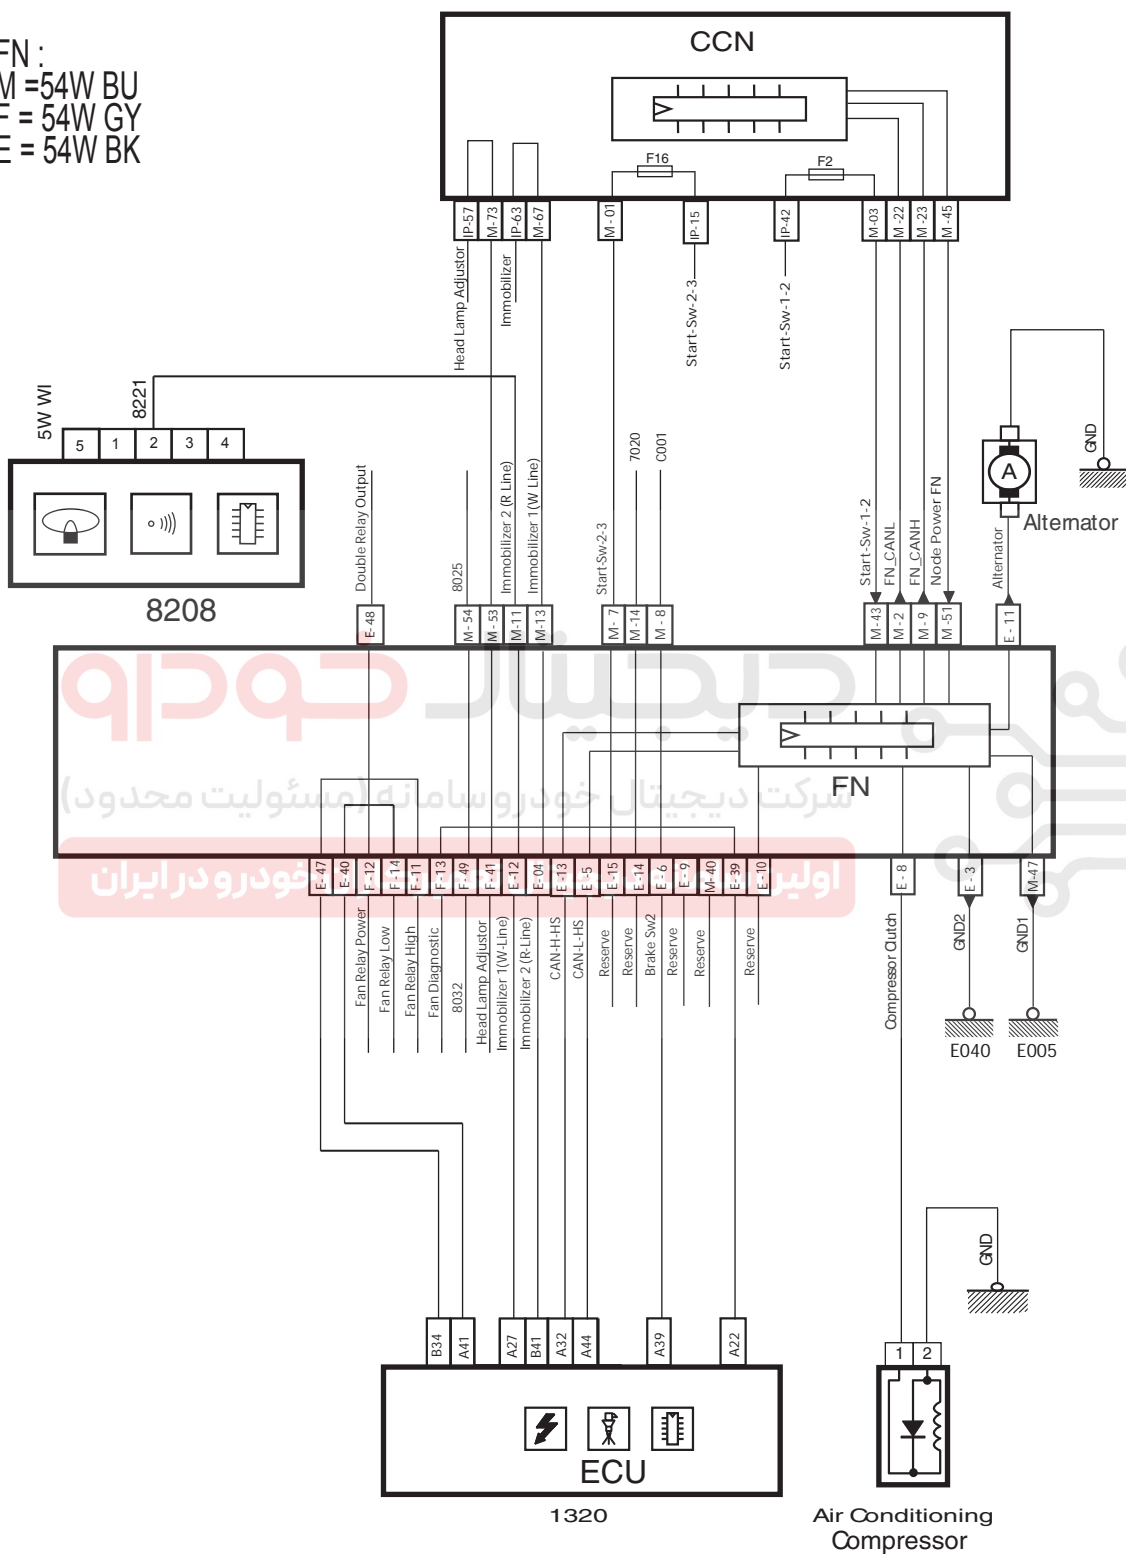 FN :
M =54W BU
F = 54W GY
E = 54W BK
CCN
F16
F2
IP-57
M-73
IP-63
M-67
M - 01
IP-15
IP-42
M-03
M -22
M -23
M -45
Head Lamp Adjustor
Immobilizer
Start-Sw-2-3
Start-Sw-1-2
5W WI
8221
5
1
2
3
4
8208
Double Relay Output
8025
Immobilizer 2 (R Line)
Immobilizer 1(W Line)
Start-Sw-2-3
7020
C001
Start-Sw-1-2
FN_CANL
FN_CANH
Node Power FN
Alternator
A
GND
Alternator
E- 48
M - 54
M - 53
M -11
M -13
M - 7
M -14
M - 8
M - 43
M - 2
M - 9
M -51
E - 11
دیجیتال خودرو
شرکت دیجیتال خودرو سامانه (مسئولیت محدود)
FN
E-47
E-40
F-12
F-14
F-11
F-13
F-49
F-41
E-12
E-04
E-13
E-5
E-15
E-14
E -6
E -9
M-40
E-39
E-10
E - 8
E -3
M-47
Fan Relay Power
Fan Relay Low
Fan Relay High
Fan Diagnostic
8032
Head Lamp Adjustor
Immobilizer 1(W-Line)
Immobilizer 2 (R-Line)
CAN-H-HS
CAN-L-HS
Reserve
Reserve
Brake Sw2
Reserve
Reserve
Reserve
Compressor Clutch
GND2
GND1
E040
E005
GND
B34
A41
A27
B41
A32
A44
A39
A22
1
2
ECU
1320
Air Conditioning
Compressor